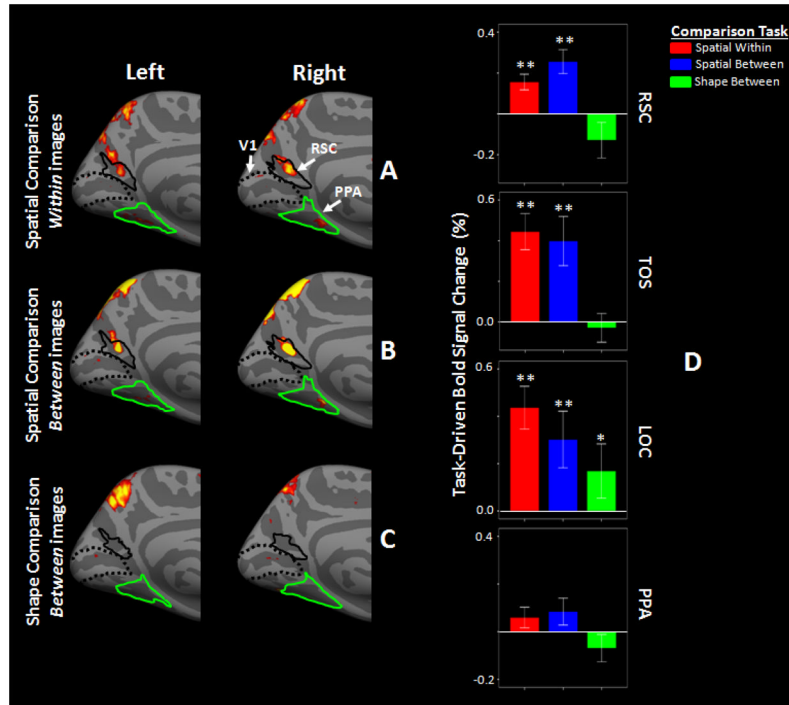 Left
Right
Spatial Comparison
Within images
V1
RSC
PPA
A
Spatial Comparison
Between images
B
Shape Comparison
Between images
C
Task-Driven Bold Signal Change (%)
0.4
** **
-0.2
RSC
0.6
** **
0.0
TOS
0.6
** ** *
0.0
LOC
0.4
-0.2
PPA
D
Comparison Task
Spatial Within
Spatial Between
Shape Between